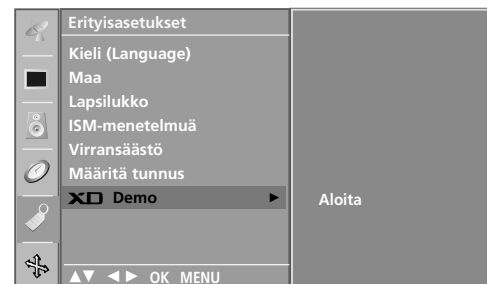 Erityisasetukset
Kieli (Language)
Maa
Lapsilukko
ISM-menetelmuä
Virransäästö
Määritä tunnus
XD Demo ► Aloita
▲▼ ◄► OK MENU